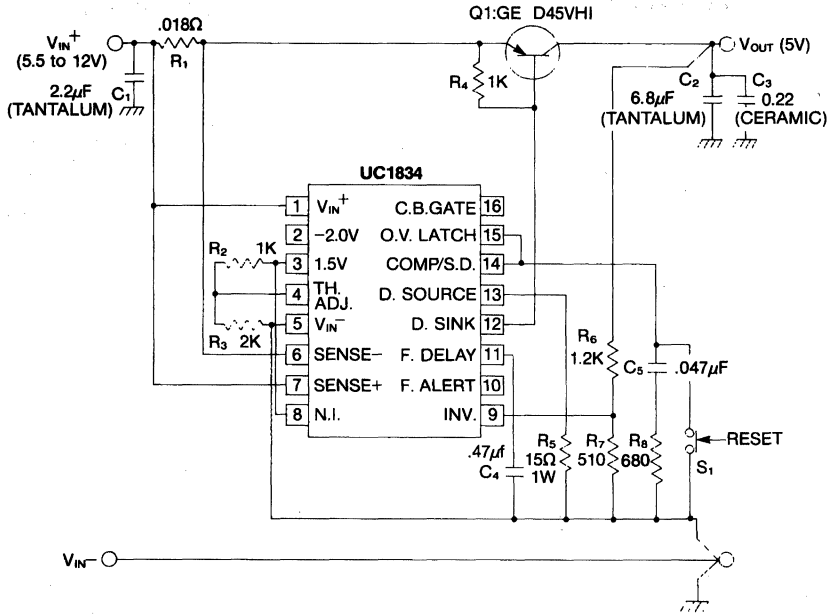 Q1:GE D45VHI
.018Ω
VIN+
(5.5 to 12V)
R1
VOUT (5V)
R4
1K
C1
2.2μF
(TANTALUM)
C2
C3
6.8μF
0.22
(TANTALUM)
(CERAMIC)
UC1834
1 VIN+
C.B.GATE 16
2 −2.0V
O.V. LATCH 15
R2 1K
3 1.5V
COMP/S.D. 14
4 TH.
ADJ.
D. SOURCE 13
5 VIN−
D. SINK 12
R3 2K
6 SENSE−
F. DELAY 11
7 SENSE+
F. ALERT 10
8 N.I.
INV. 9
R6
1.2K
C5 .047μF
.47μf
C4
R5
15Ω
1W
R7
510
R8
680
RESET
S1
VIN−